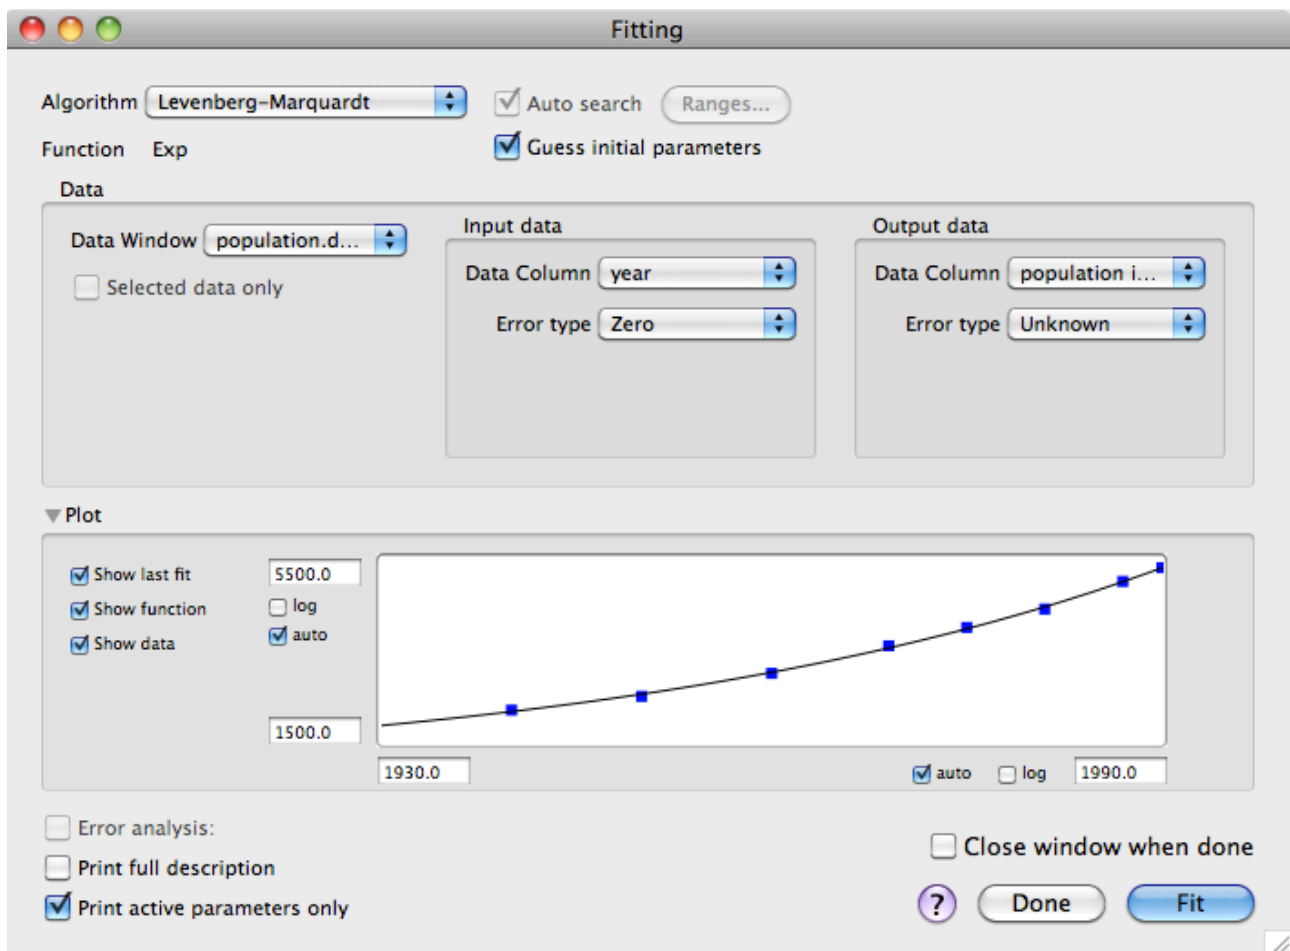 Fitting
Algorithm Levenberg-Marquardt Auto search Ranges...
Function Exp Guess initial parameters
Data
Data Window population.d... Selected data only
Input data
Data Column year
Error type Zero
Output data
Data Column population i...
Error type Unknown
Plot
Show last fit 5500.0
Show function log
Show data auto
1500.0
1930.0 auto log 1990.0
Error analysis:
Print full description
Print active parameters only
Close window when done
? Done Fit